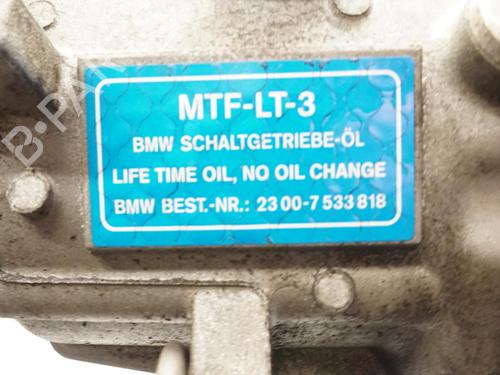 MTF-LT-3
BMW SCHALTGETRIEBE-ÖL
LIFE TIME OIL, NO OIL CHANGE
BMW BEST.-NR.: 23 00-7 533 818
B-PARTS